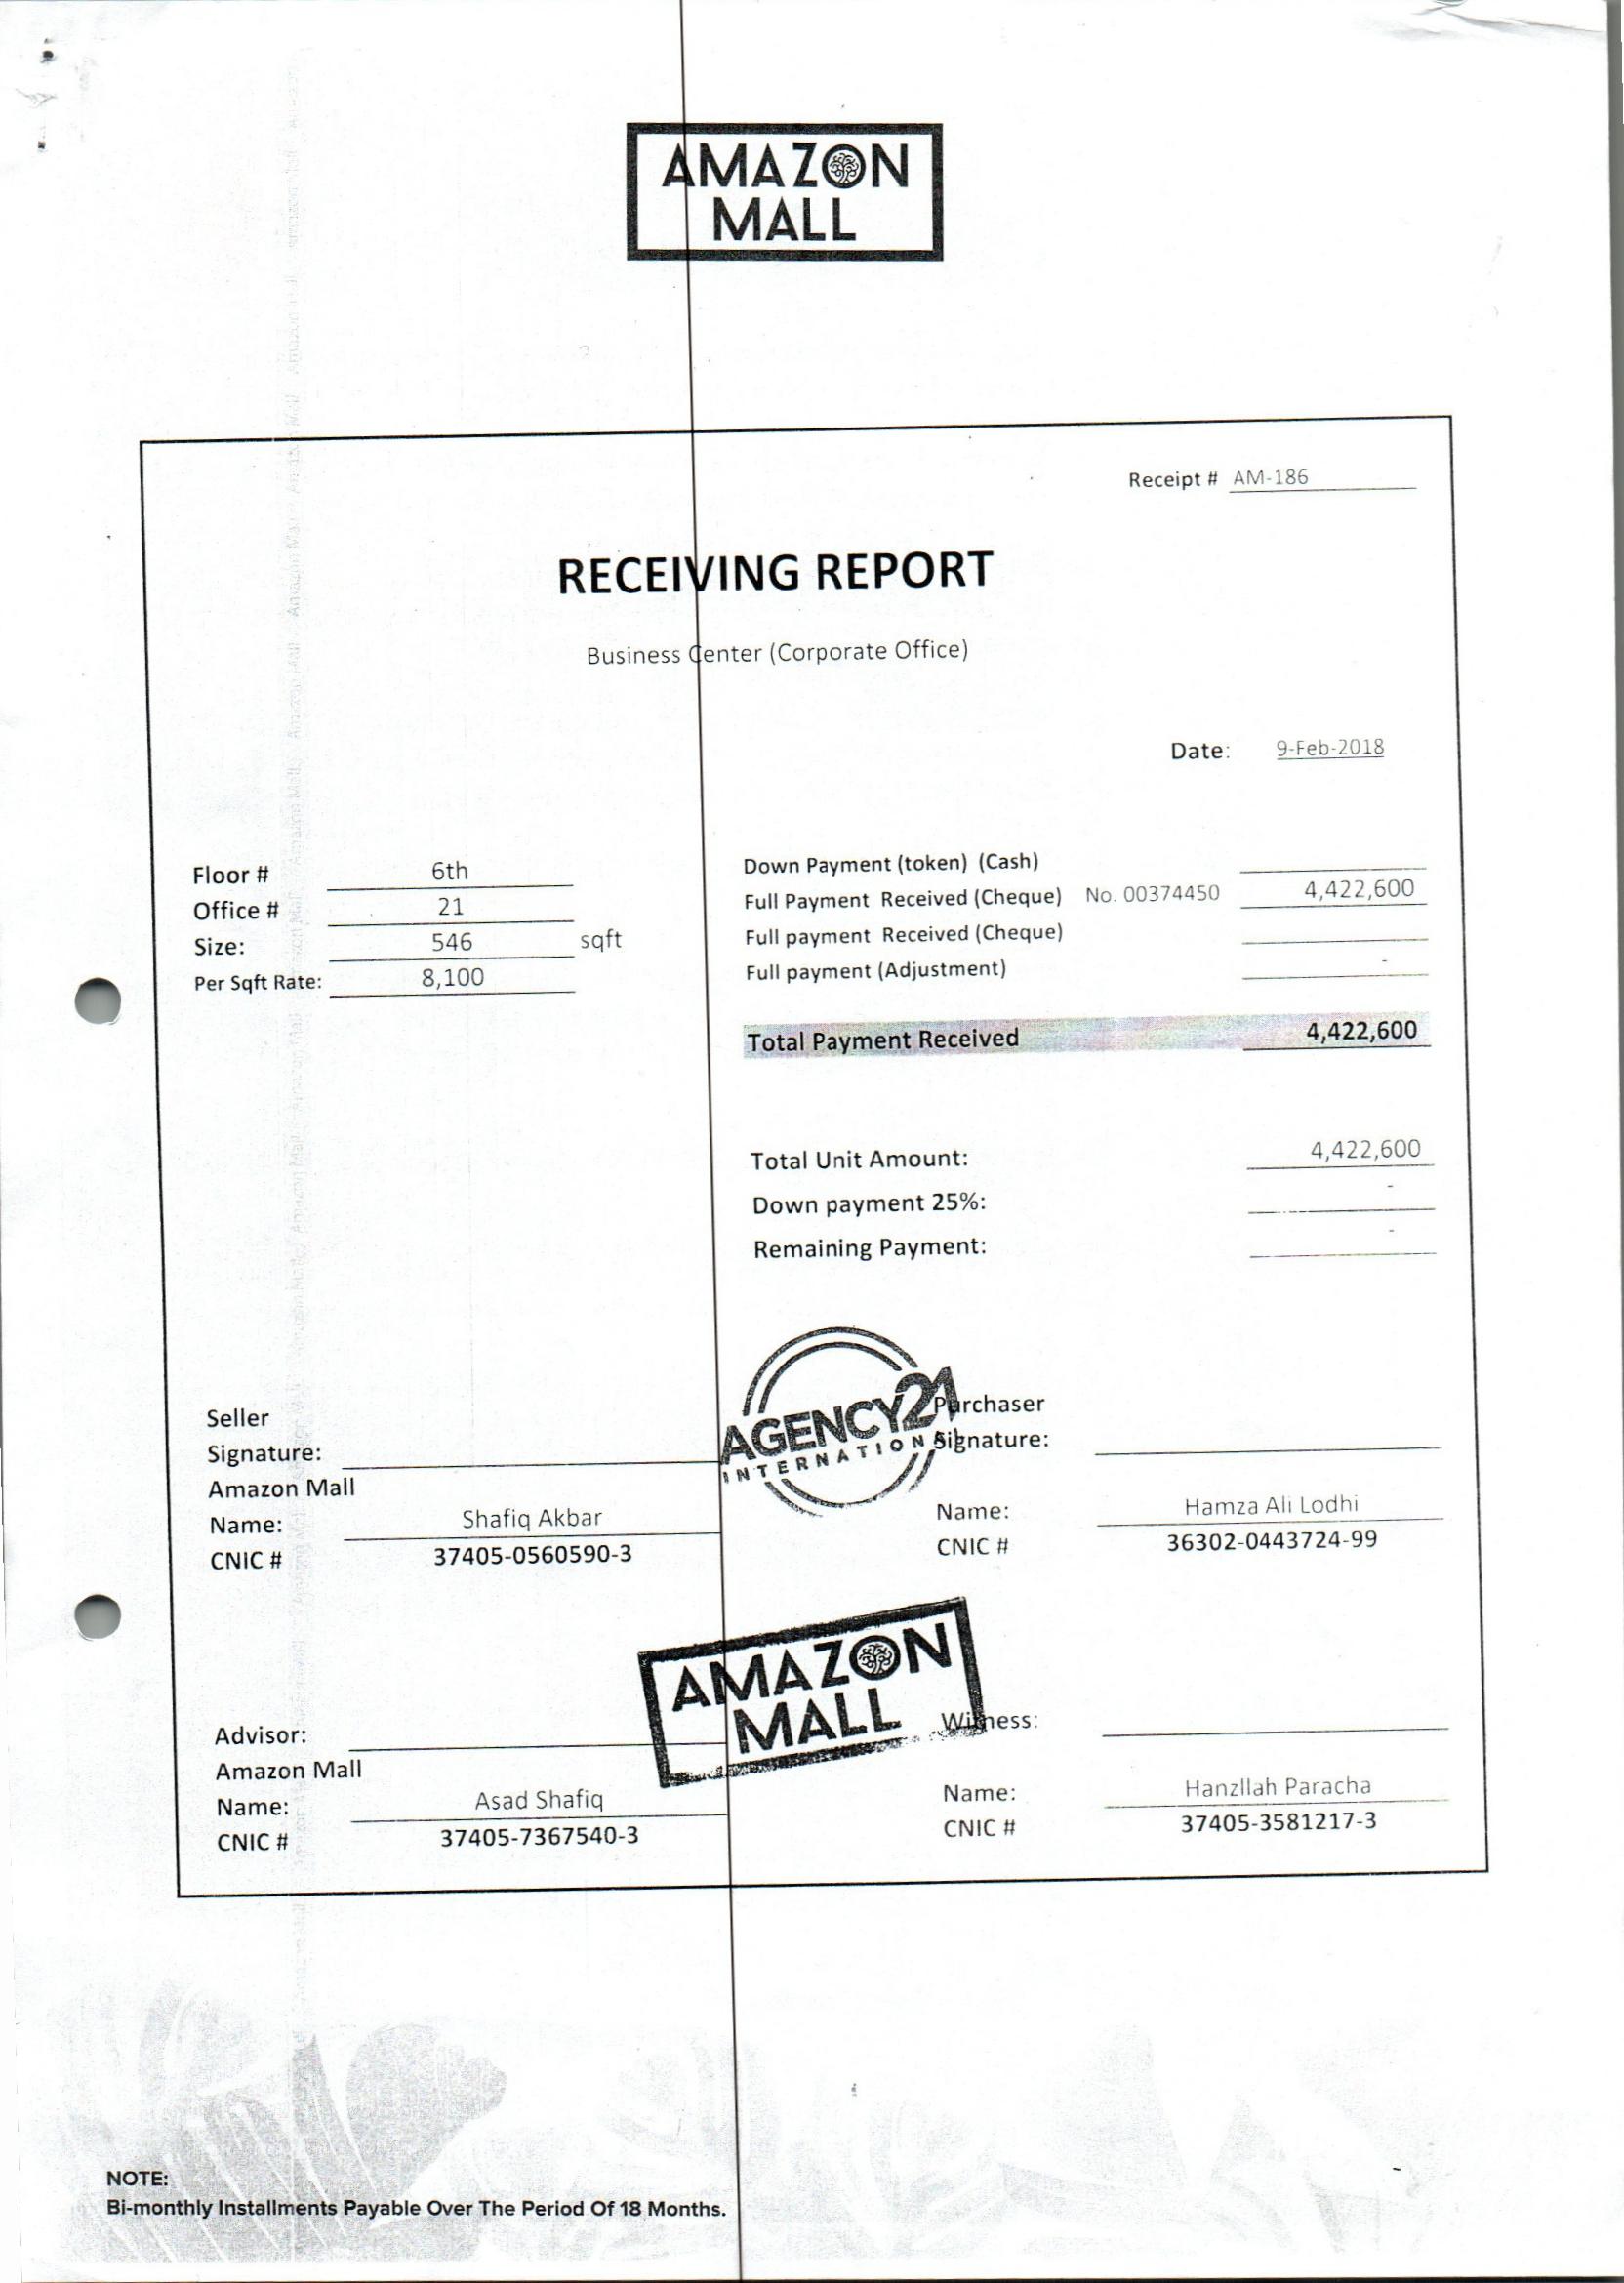 AMAZON
MALL
Receipt # AM-186
RECEIVING REPORT
Business Center (Corporate Office)
Date: 9-Feb-2018
Floor # 6th
Office # 21
Size: 546 sqft
Per Sqft Rate: 8,100
Down Payment (token) (Cash)
Full Payment Received (Cheque) No. 00374450 4,422,600
Full payment Received (Cheque)
Full payment (Adjustment) -
Total Payment Received 4,422,600
Total Unit Amount: 4,422,600
Down payment 25%: -
Remaining Payment: -
AGENCY21
INTERNATIONAL
Seller
Signature:
Amazon Mall
Name: Shafiq Akbar
CNIC # 37405-0560590-3
Purchaser
Signature:
Name: Hamza Ali Lodhi
CNIC # 36302-0443724-99
AMAZON
MALL
Advisor:
Amazon Mall
Name: Asad Shafiq
CNIC # 37405-7367540-3
Witness:
Name: Hanzllah Paracha
CNIC # 37405-3581217-3
NOTE:
Bi-monthly Installments Payable Over The Period Of 18 Months.